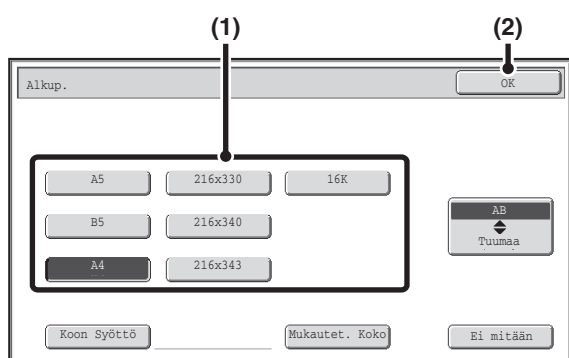 (1) (2)
Alkup. OK
A5 216x330 16K
B5 216x340
AB
A4 216x343
Tuumaa
Koon Syöttö Mukautet. Koko Ei mitään